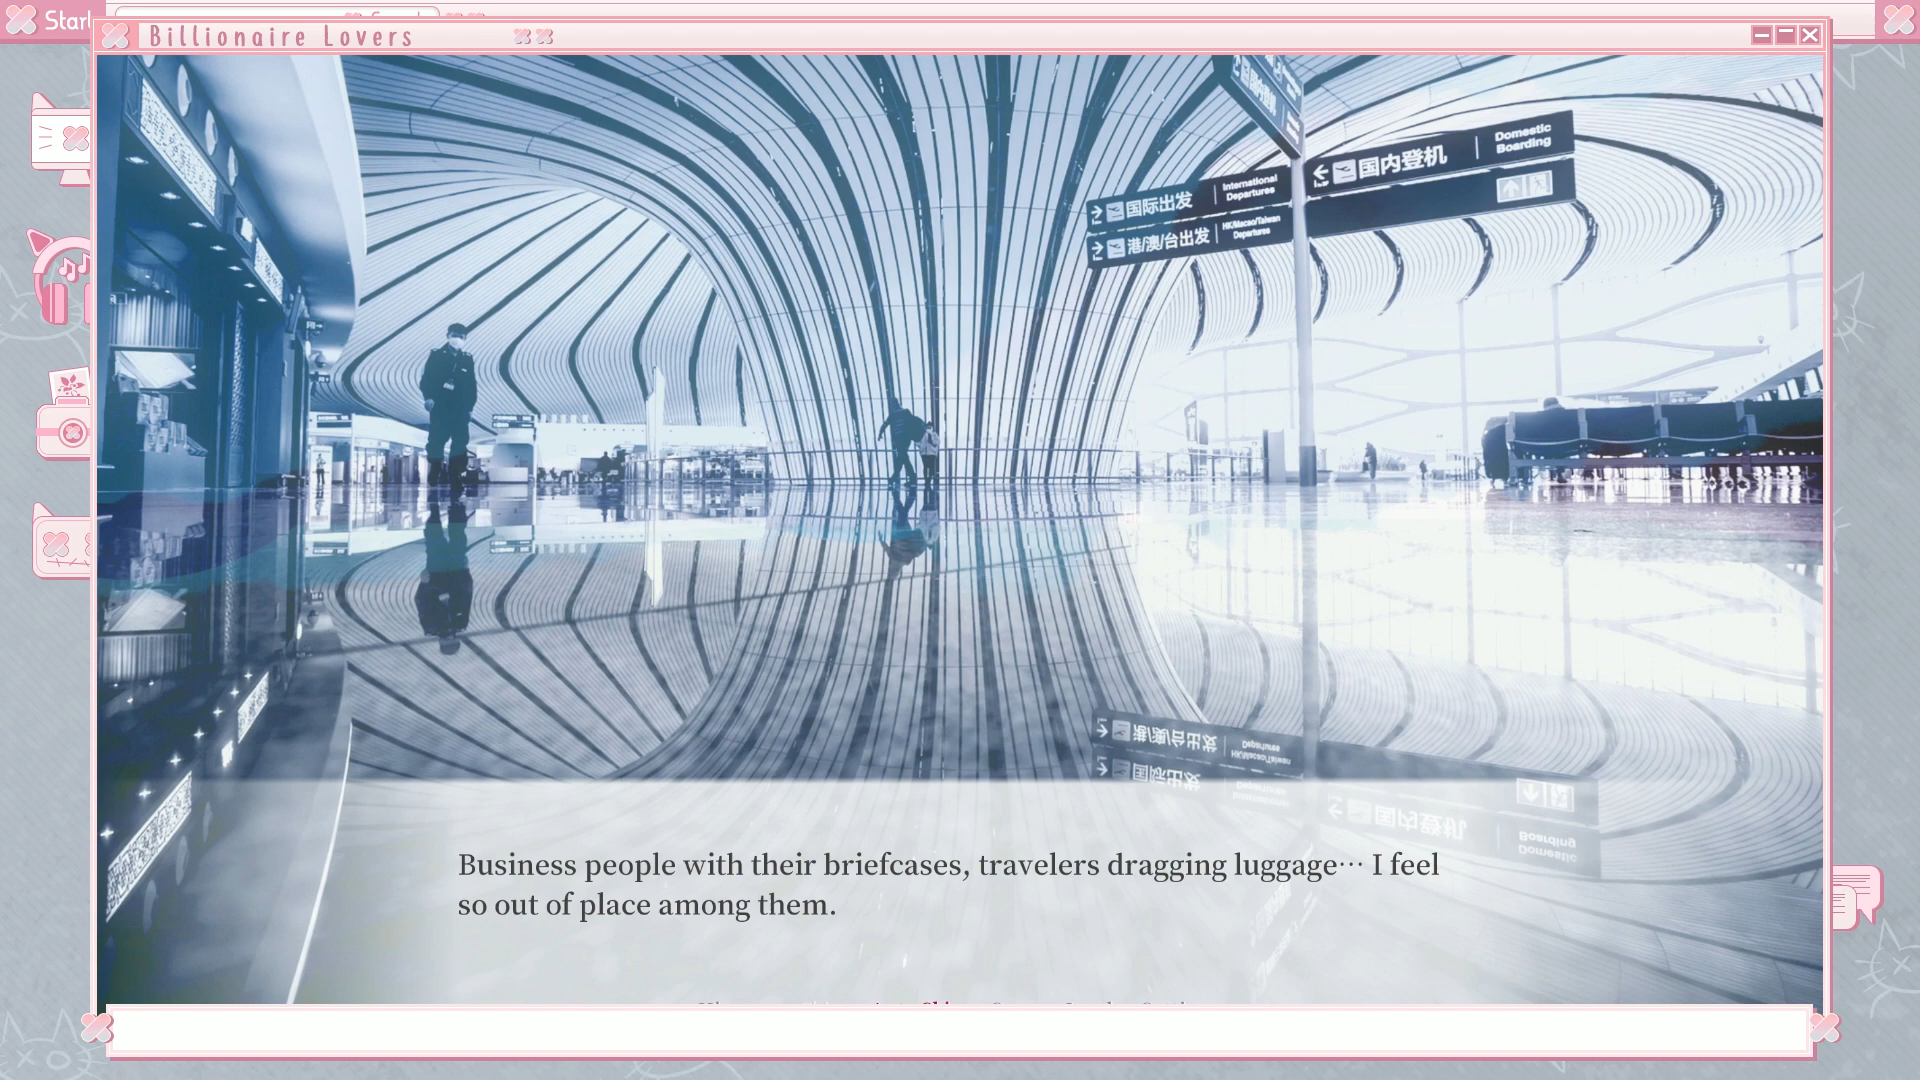 Start
Billionaire Lovers
国内登机
Domestic
Boarding
国际出发
International
Departures
港/澳/台出发
HK/Macao/Taiwan
Departures
Business people with their briefcases, travelers dragging luggage··· I feel
so out of place among them.